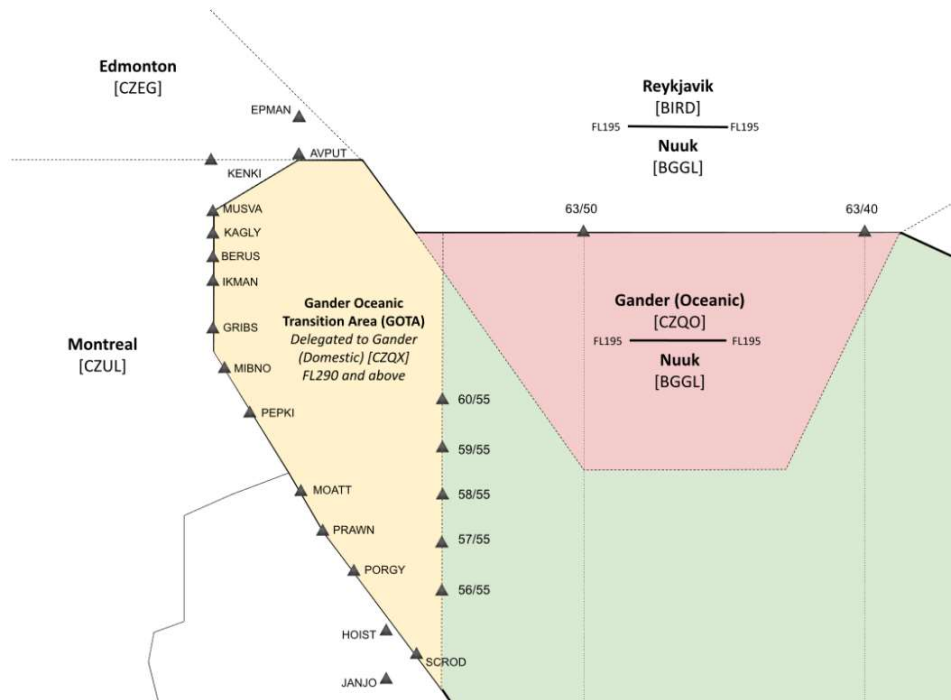 Edmonton
[CZEG]
EPMAN
Reykjavik
[BIRD]
FL195 FL195
Nuuk
[BGGL]
AVPUT
KENKI
MUSVA
63/50
63/40
KAGLY
BERUS
IKMAN
Gander Oceanic
Transition Area (GOTA)
Delegated to Gander
(Domestic) [CZQX]
FL290 and above
Gander (Oceanic)
[CZQO]
FL195 FL195
Nuuk
[BGGL]
GRIBS
Montreal
[CZUL]
MIBNO
PEPKI
60/55
59/55
MOATT
58/55
PRAWN
57/55
PORGY
56/55
HOIST
SCROD
JANJO